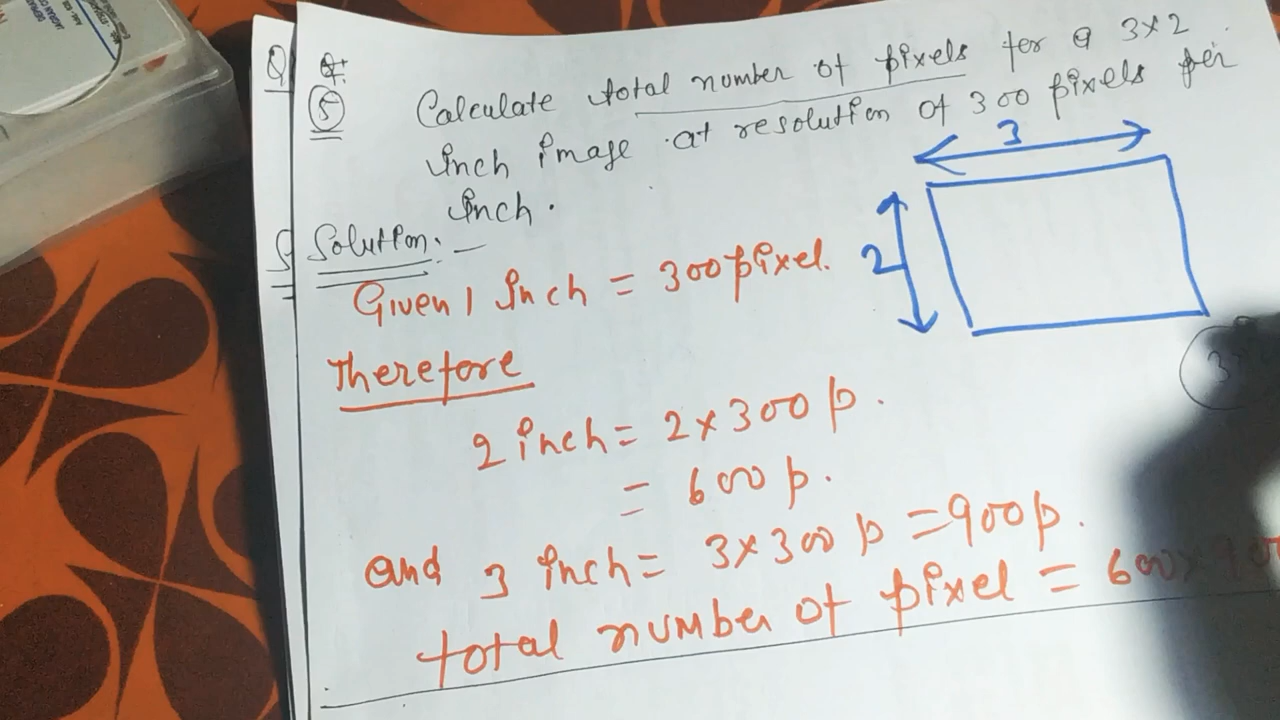 Q
Q.
5
Calculate total number of pixels for a 3×2
inch image at resolution of 300 pixels per
inch.
3
2
S
Solution:-
Given 1 inch = 300 pixel.
Therefore
2 inch = 2×300 p.
= 600 p.
and 3 inch = 3×300 p = 900 p.
total number of pixel = 600×